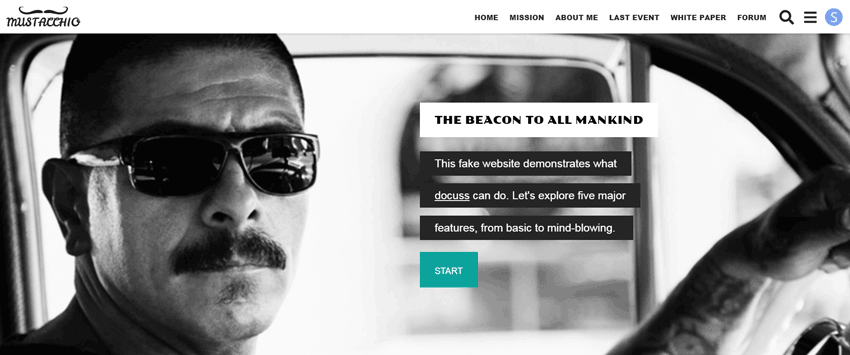 MUSTACCHIO
HOME MISSION ABOUT ME LAST EVENT WHITE PAPER FORUM S
THE BEACON TO ALL MANKIND
This fake website demonstrates what
docuss can do. Let's explore five major
features, from basic to mind-blowing.
START